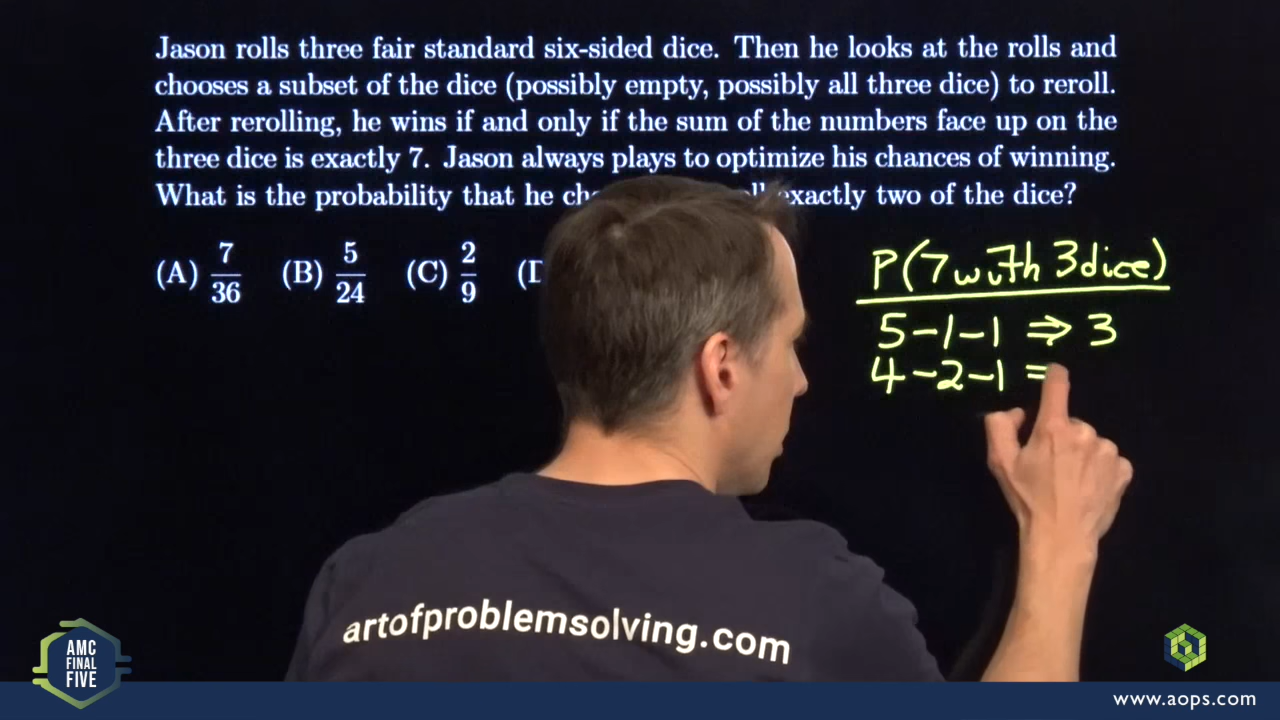 Jason rolls three fair standard six-sided dice. Then he looks at the rolls and
chooses a subset of the dice (possibly empty, possibly all three dice) to reroll.
After rerolling, he wins if and only if the sum of the numbers face up on the
three dice is exactly 7. Jason always plays to optimize his chances of winning.
What is the probability that he exactly two of the dice?
(A) 7/36 (B) 5/24 (C) 2/9
P(7 with 3 dice)
5-1-1 ⇒ 3
4-2-1 =
artofproblemsolving.com
AMC
FINAL
FIVE
www.aops.com